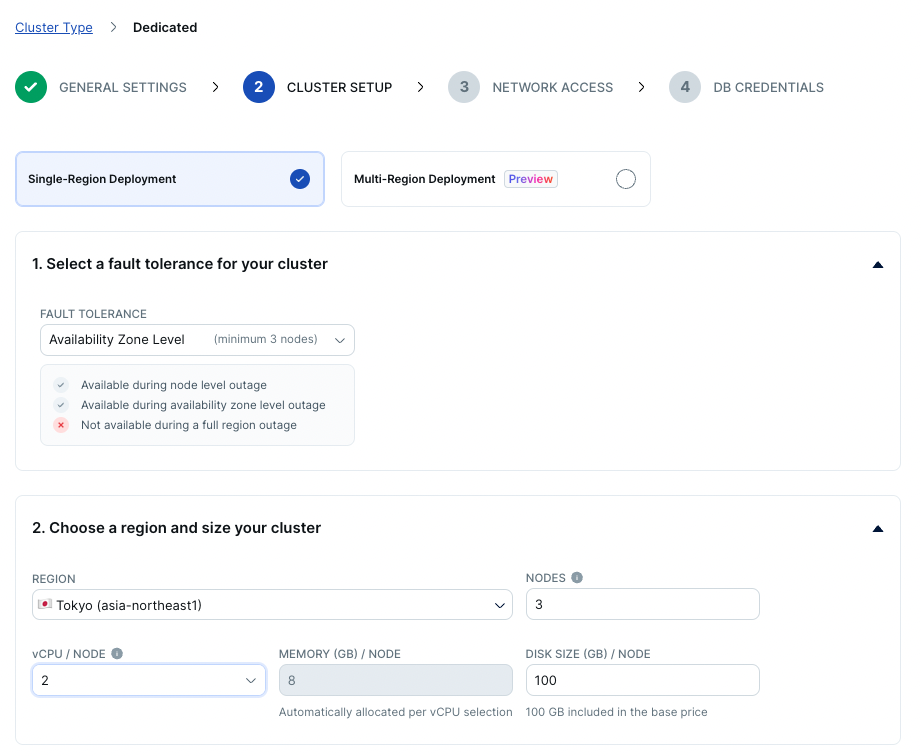 Cluster Type > Dedicated
GENERAL SETTINGS > 2 CLUSTER SETUP > 3 NETWORK ACCESS > 4 DB CREDENTIALS
Single-Region Deployment
Multi-Region Deployment Preview
1. Select a fault tolerance for your cluster
FAULT TOLERANCE
Availability Zone Level (minimum 3 nodes)
Available during node level outage
Available during availability zone level outage
Not available during a full region outage
2. Choose a region and size your cluster
REGION
Tokyo (asia-northeast1)
NODES
3
vCPU / NODE
2
MEMORY (GB) / NODE
8
Automatically allocated per vCPU selection
DISK SIZE (GB) / NODE
100
100 GB included in the base price